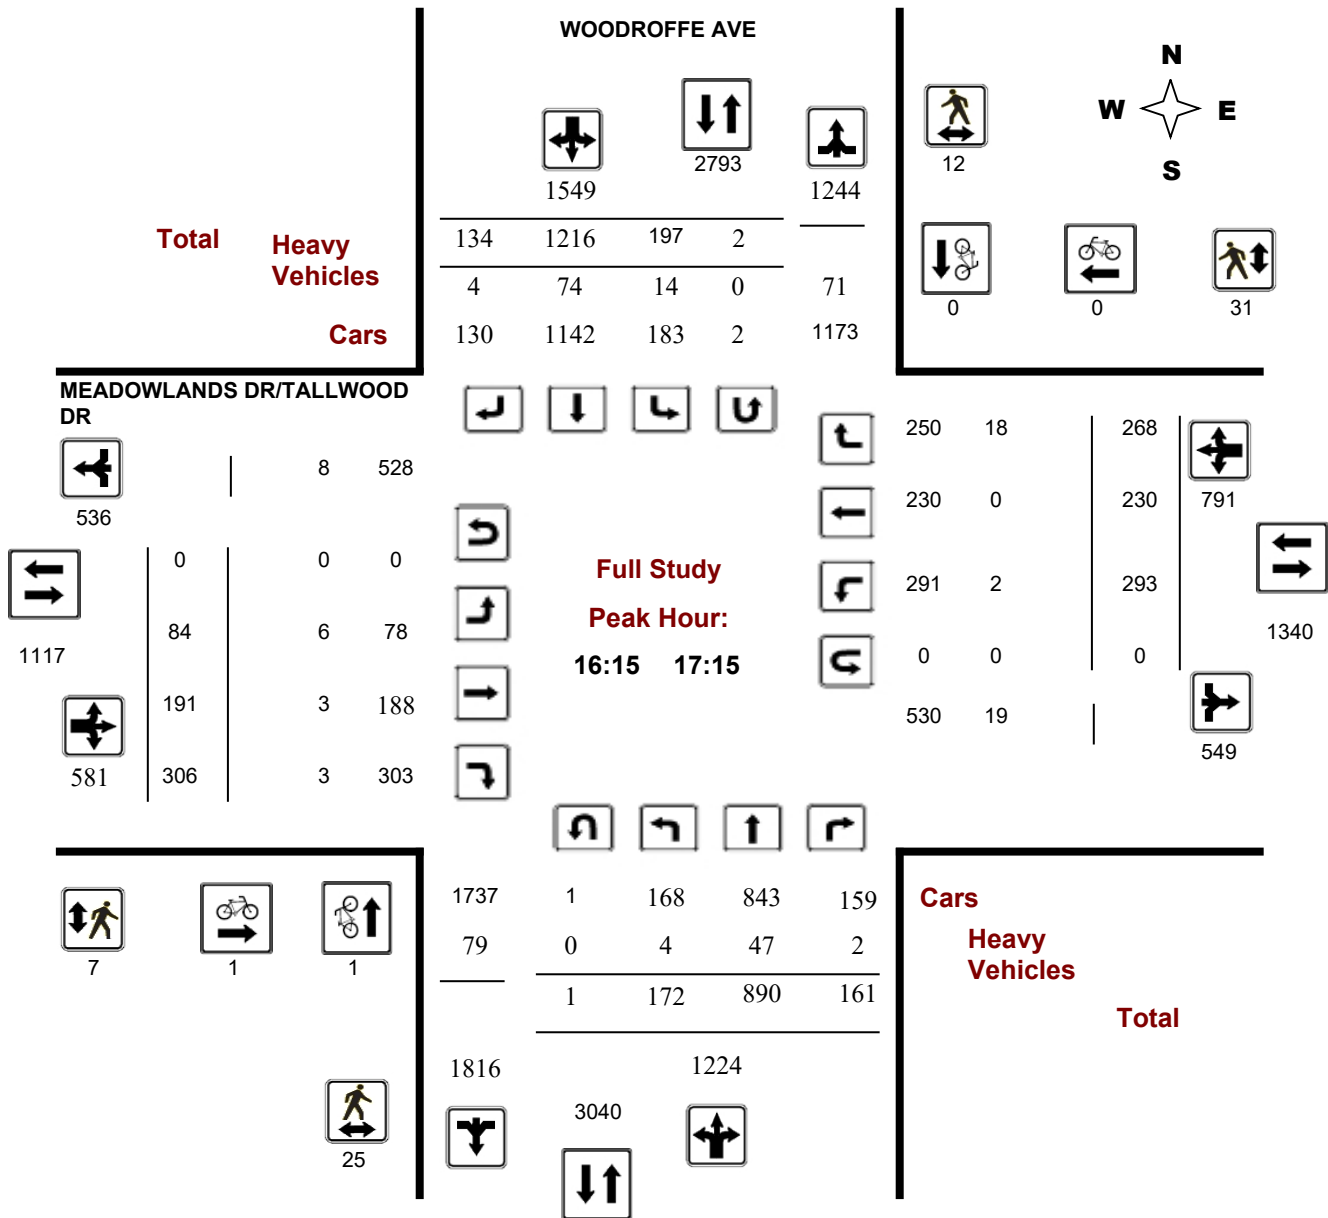 WOODROFFE AVE
N
W E
S
2793
12
1549
1244
Total
Heavy
Vehicles
Cars
134 1216 197 2
4 74 14 0 71
130 1142 183 2 1173
0 0 31
MEADOWLANDS DR/TALLWOOD
DR
8 528
536
0 0 0
84 6 78
1117
191 3 188
581 306 3 303
Full Study
Peak Hour:
16:15 17:15
250 18 268
230 0 230 791
291 2 293
1340
0 0 0
530 19
549
1737 1 168 843 159
79 0 4 47 2
1 172 890 161
1816 1224
3040
7 1 1
25
Cars
Heavy
Vehicles
Total